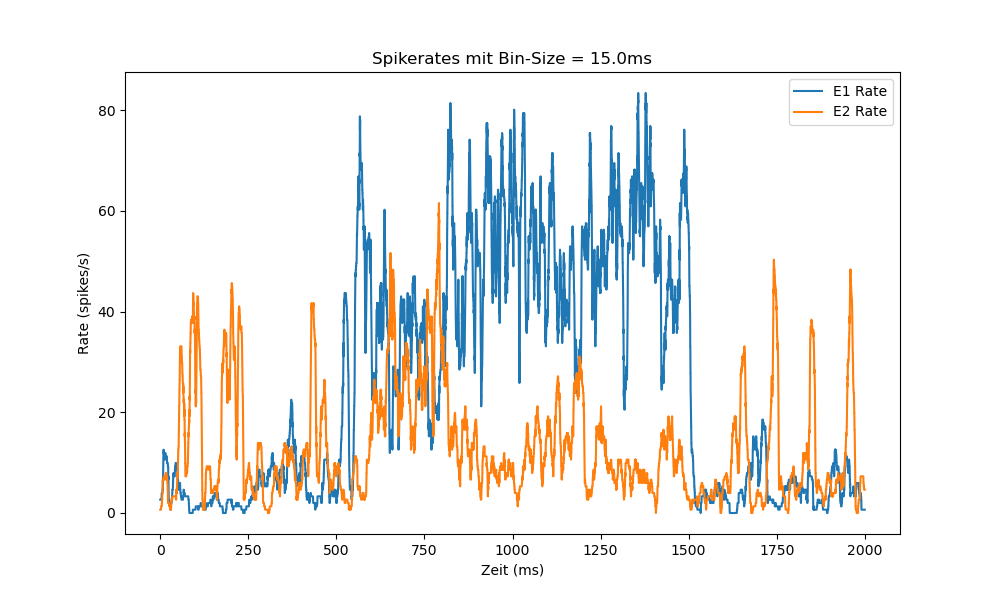 Spikerates mit Bin-Size = 15.0ms
E1 Rate
E2 Rate
80
60
40
20
0
Rate (spikes/s)
0 250 500 750 1000 1250 1500 1750 2000
Zeit (ms)